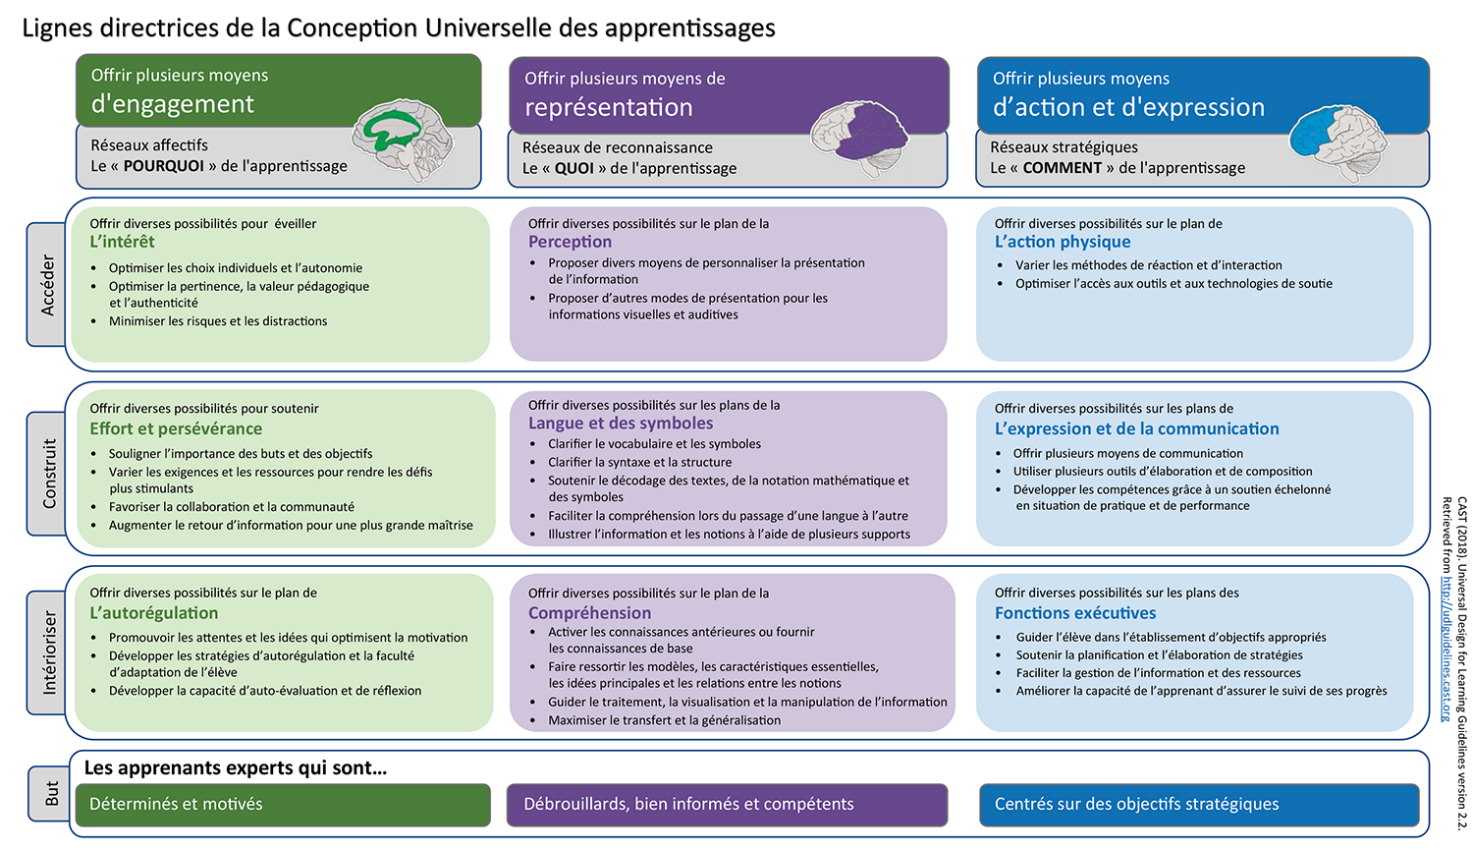 Lignes directrices de la Conception Universelle des apprentissages
Offrir plusieurs moyens
d'engagement
Réseaux affectifs
Le « POURQUOI » de l'apprentissage
Offrir plusieurs moyens de
représentation
Réseaux de reconnaissance
Le « QUOI » de l'apprentissage
Offrir plusieurs moyens
d’action et d'expression
Réseaux stratégiques
Le « COMMENT » de l'apprentissage
Accéder
Offrir diverses possibilités pour éveiller
L’intérêt
• Optimiser les choix individuels et l’autonomie
• Optimiser la pertinence, la valeur pédagogique
et l’authenticité
• Minimiser les risques et les distractions
Offrir diverses possibilités sur le plan de la
Perception
• Proposer divers moyens de personnaliser la présentation
de l’information
• Proposer d’autres modes de présentation pour les
informations visuelles et auditives
Offrir diverses possibilités sur le plan de
L’action physique
• Varier les méthodes de réaction et d’interaction
• Optimiser l’accès aux outils et aux technologies de soutie
Construit
Offrir diverses possibilités pour soutenir
Effort et persévérance
• Souligner l’importance des buts et des objectifs
• Varier les exigences et les ressources pour rendre les défis
plus stimulants
• Favoriser la collaboration et la communauté
• Augmenter le retour d’information pour une plus grande maîtrise
Offrir diverses possibilités sur les plans de la
Langue et des symboles
• Clarifier le vocabulaire et les symboles
• Clarifier la syntaxe et la structure
• Soutenir le décodage des textes, de la notation mathématique et
des symboles
• Faciliter la compréhension lors du passage d’une langue à l’autre
• Illustrer l’information et les notions à l’aide de plusieurs supports
Offrir diverses possibilités sur les plans de
L’expression et de la communication
• Offrir plusieurs moyens de communication
• Utiliser plusieurs outils d’élaboration et de composition
• Développer les compétences grâce à un soutien échelonné
en situation de pratique et de performance
Intérioriser
Offrir diverses possibilités sur le plan de
L’autorégulation
• Promouvoir les attentes et les idées qui optimisent la motivation
• Développer les stratégies d’autorégulation et la faculté
d’adaptation de l’élève
• Développer la capacité d’auto-évaluation et de réflexion
Offrir diverses possibilités sur le plan de la
Compréhension
• Activer les connaissances antérieures ou fournir
les connaissances de base
• Faire ressortir les modèles, les caractéristiques essentielles,
les idées principales et les relations entre les notions
• Guider le traitement, la visualisation et la manipulation de l’information
• Maximiser le transfert et la généralisation
Offrir diverses possibilités sur les plans des
Fonctions exécutives
• Guider l’élève dans l’établissement d’objectifs appropriés
• Soutenir la planification et l’élaboration de stratégies
• Faciliter la gestion de l’information et des ressources
• Améliorer la capacité de l’apprenant d’assurer le suivi de ses progrès
But
Les apprenants experts qui sont…
Déterminés et motivés
Débrouillards, bien informés et compétents
Centrés sur des objectifs stratégiques
CAST (2018). Universal Design for Learning Guidelines version 2.2.
Retrieved from http://udlguidelines.cast.org